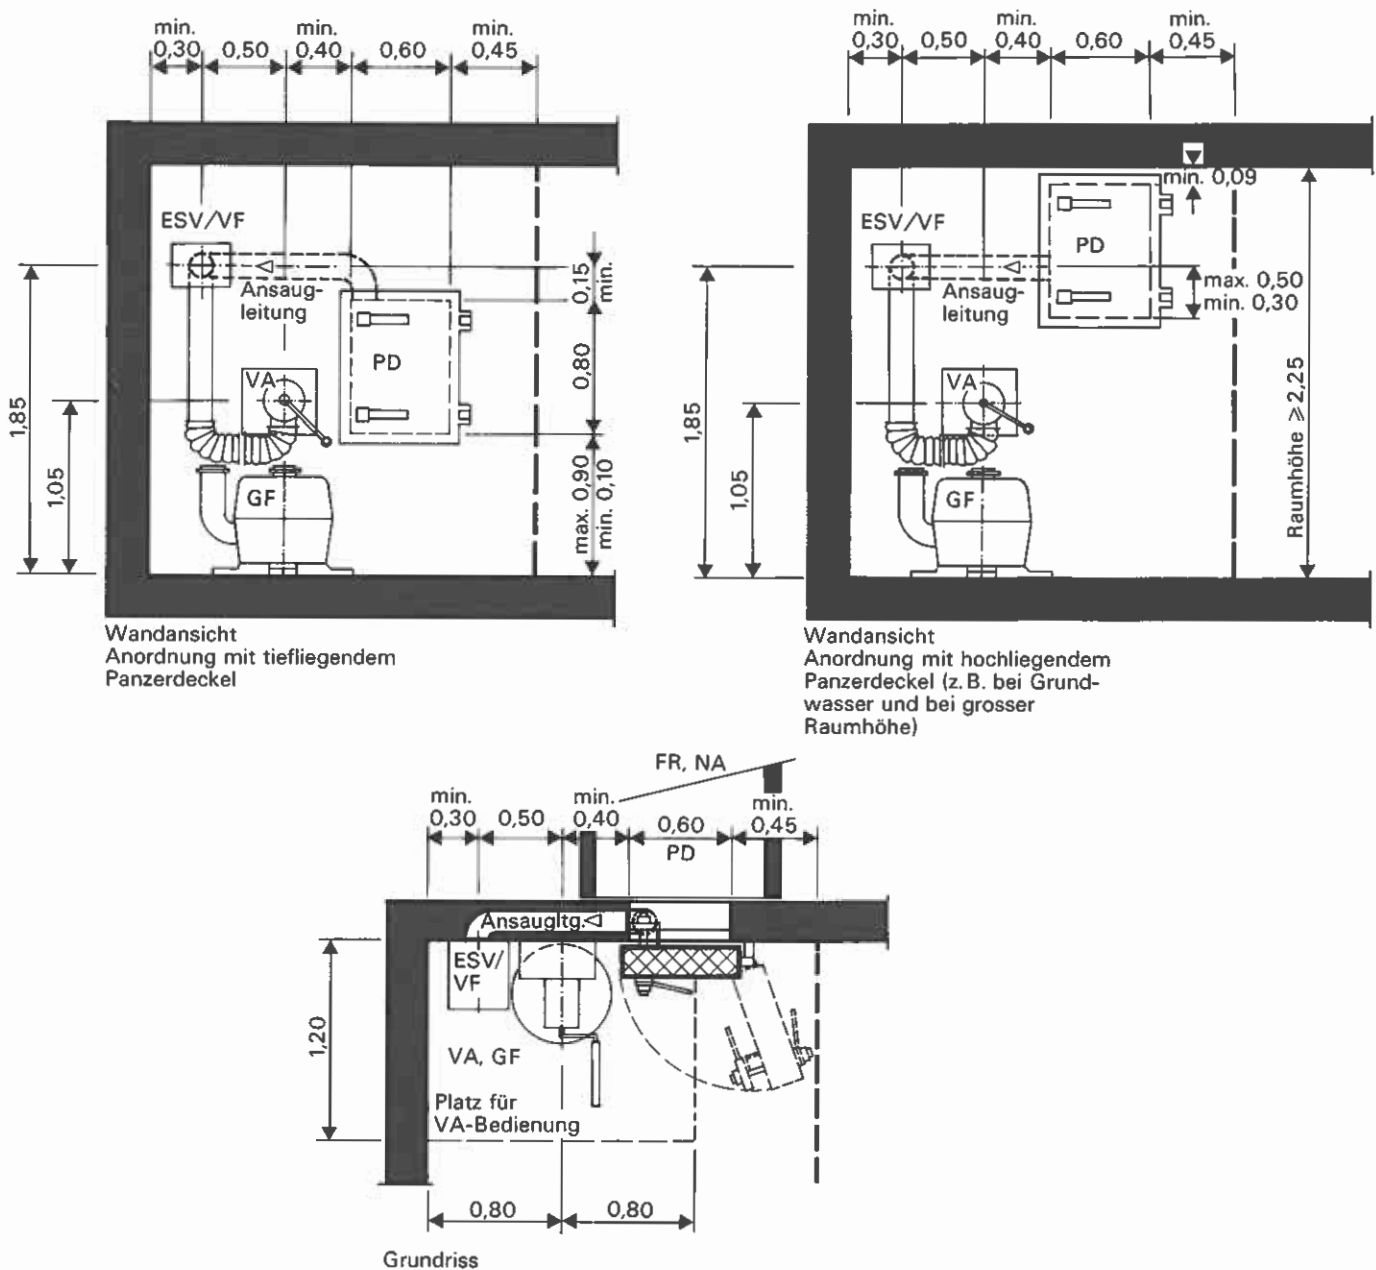 min.
0,30
0,50
min.
0,40
0,60
min.
0,45
ESV/VF
Ansaug-
leitung
VA
PD
GF
1,85
1,05
0,15
min.
0,80
max. 0,90
min. 0,10
Wandansicht
Anordnung mit tiefliegendem
Panzerdeckel
min.
0,30
0,50
min.
0,40
0,60
min.
0,45
min. 0,09
ESV/VF
PD
Ansaug-
leitung
max. 0,50
min. 0,30
VA
GF
1,85
1,05
Raumhöhe ≥ 2,25
Wandansicht
Anordnung mit hochliegendem
Panzerdeckel (z. B. bei Grund-
wasser und bei grosser
Raumhöhe)
FR, NA
min.
0,30
0,50
min.
0,40
0,60
min.
0,45
PD
Ansaugltg.
ESV/
VF
1,20
VA, GF
Platz für
VA-Bedienung
0,80
0,80
Grundriss